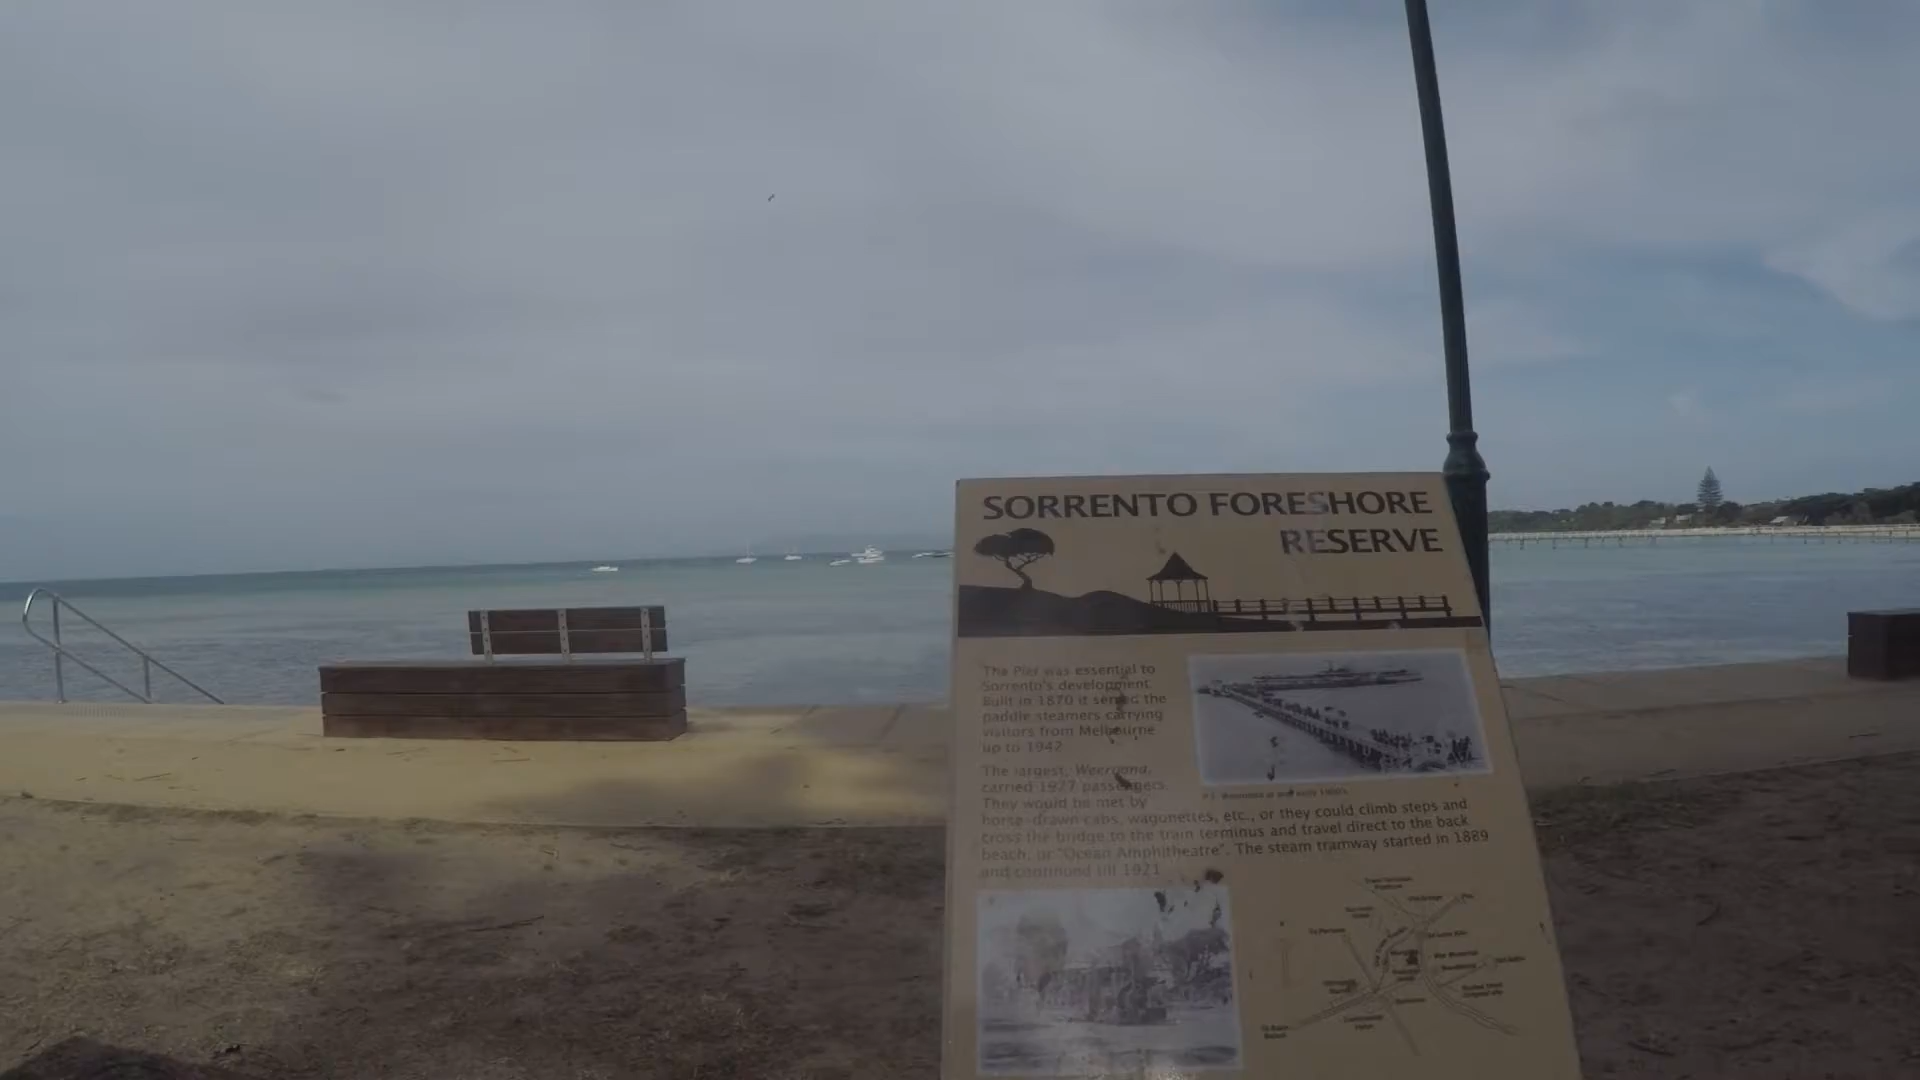 SORRENTO FORESHORE
RESERVE
The Pier was essential to
Sorrento's development.
Built in 1870 it served the
paddle steamers carrying
visitors from Melbourne
up to 1942
The largest, Weeroona,
carried 1927 passengers.
They would be met by
horse-drawn cabs, wagonettes, etc., or they could climb steps and
cross the bridge to the train terminus and travel direct to the back
beach, or "Ocean Amphitheatre". The steam tramway started in 1889
and continued till 1921